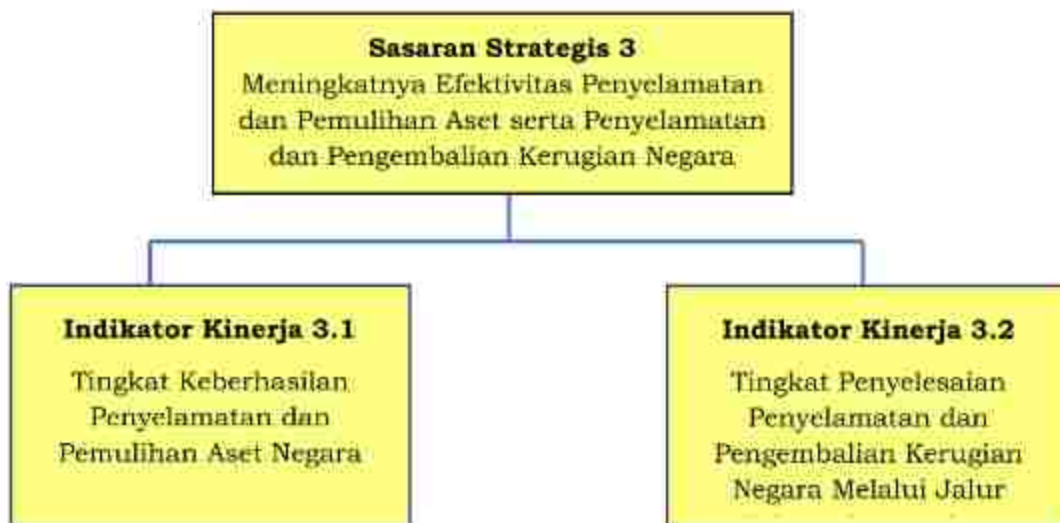 Sasaran Strategis 3
Meningkatnya Efektivitas Penyelamatan
dan Pemulihan Aset serta Penyelamatan
dan Pengembalian Kerugian Negara
Indikator Kinerja 3.1
Tingkat Keberhasilan
Penyelamatan dan
Pemulihan Aset Negara
Indikator Kinerja 3.2
Tingkat Penyelesaian
Penyelamatan dan
Pengembalian Kerugian
Negara Melalui Jalur